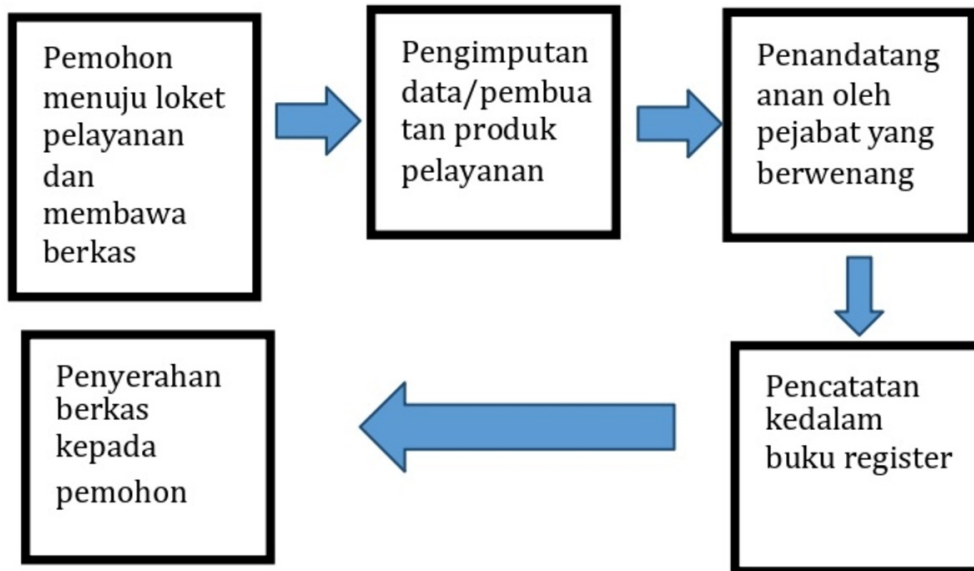 Pemohon
menuju loket
pelayanan
dan
membawa
berkas
Pengimputan
data/pembua
tan produk
pelayanan
Penandatang
anan oleh
pejabat yang
berwenang
Pencatatan
kedalam
buku register
Penyerahan
berkas
kepada
pemohon